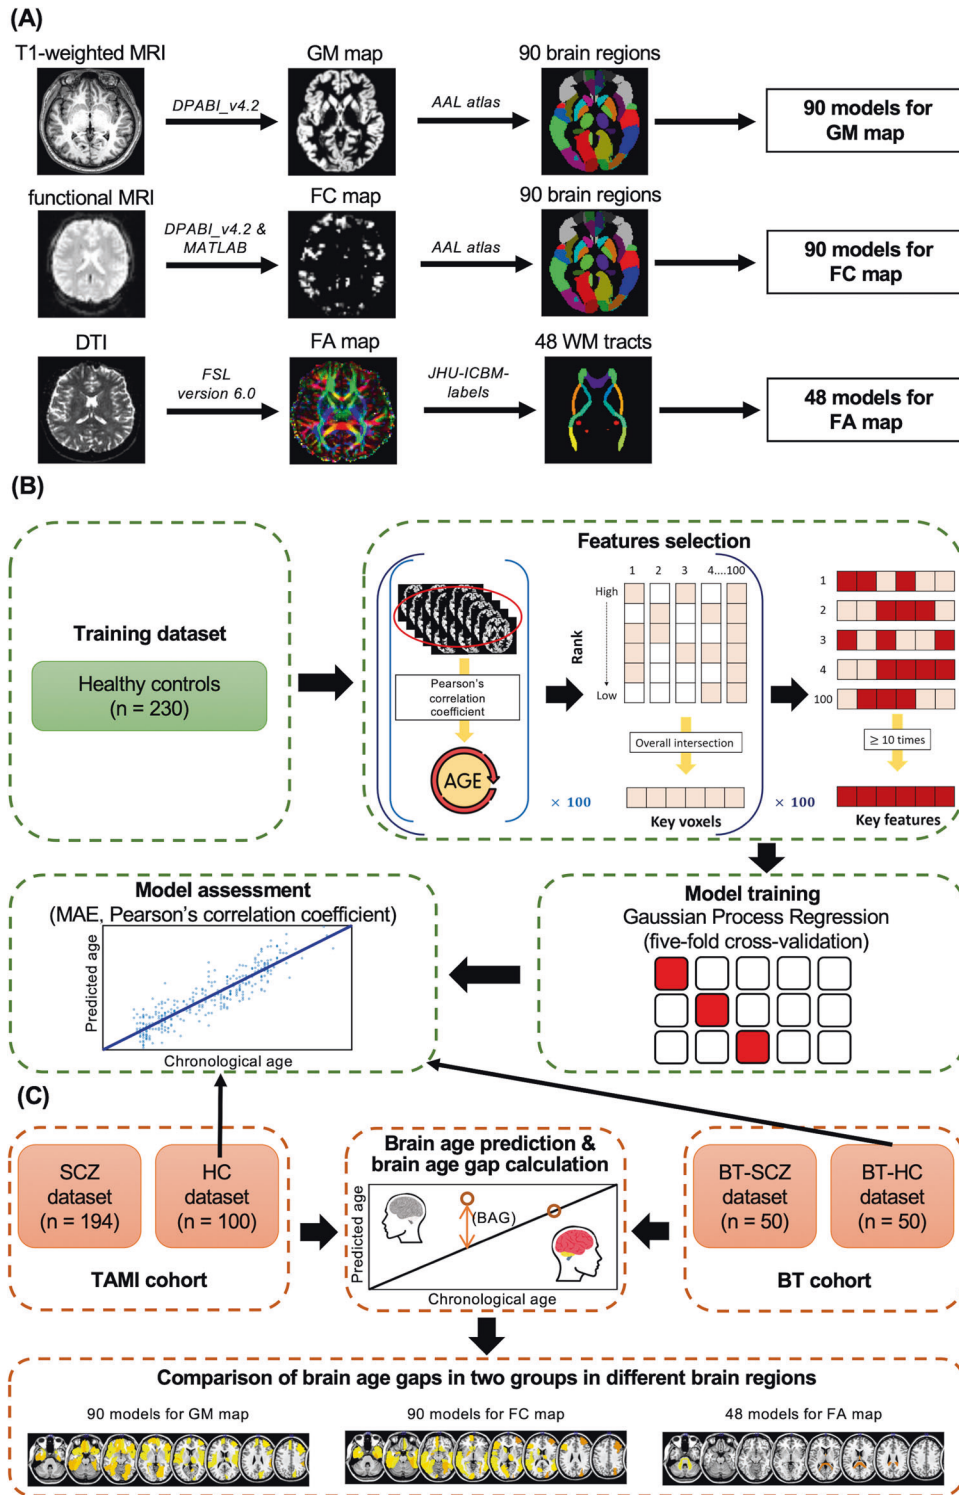 (A)
T1-weighted MRI
GM map
90 brain regions
DPABI_v4.2
AAL atlas
90 models for
GM map
functional MRI
FC map
90 brain regions
DPABI_v4.2 &
MATLAB
AAL atlas
90 models for
FC map
DTI
FA map
48 WM tracts
FSL
version 6.0
JHU-ICBM-
labels
48 models for
FA map
(B)
Training dataset
Healthy controls
(n = 230)
Features selection
1 2 3 4....100
High
Rank
Low
Pearson's
correlation
coefficient
AGE
× 100
Overall intersection
Key voxels
× 100
1
2
3
4
100
≥ 10 times
Key features
Model assessment
(MAE, Pearson's correlation coefficient)
Predicted age
Chronological age
Model training
Gaussian Process Regression
(five-fold cross-validation)
(C)
SCZ
dataset
(n = 194)
HC
dataset
(n = 100)
TAMI cohort
Brain age prediction &
brain age gap calculation
Predicted age
(BAG)
Chronological age
BT-SCZ
dataset
(n = 50)
BT-HC
dataset
(n = 50)
BT cohort
Comparison of brain age gaps in two groups in different brain regions
90 models for GM map
90 models for FC map
48 models for FA map